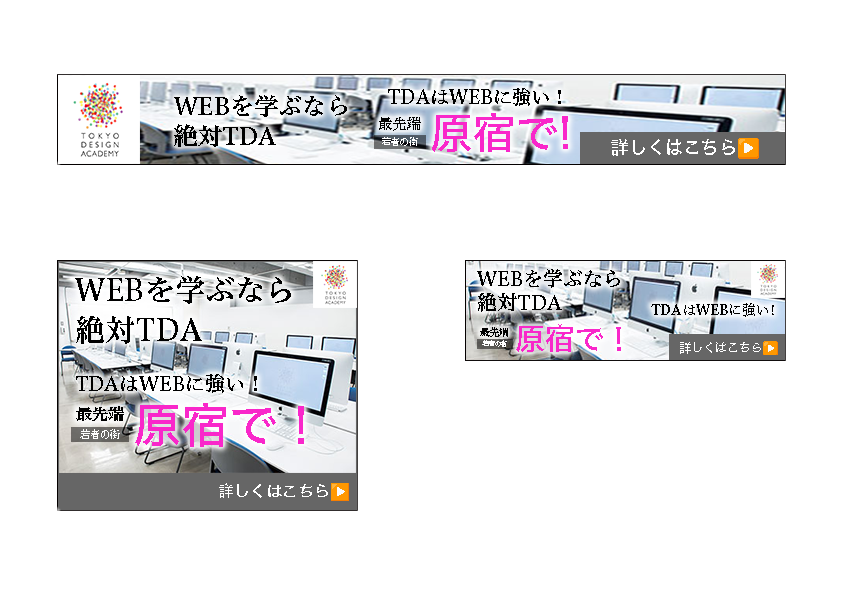 TOKYO
DESIGN
ACADEMY
WEBを学ぶなら
絶対TDA
TDAはWEBに強い！
最先端
若者の街
原宿で!
詳しくはこちら▶
WEBを学ぶなら
絶対TDA
TOKYO
DESIGN
ACADEMY
TDAはWEBに強い！
最先端
若者の街
原宿で！
詳しくはこちら▶
WEBを学ぶなら
絶対TDA
TOKYO
DESIGN
ACADEMY
TDAはWEBに強い!
最先端
若者の街
原宿で！
詳しくはこちら▶